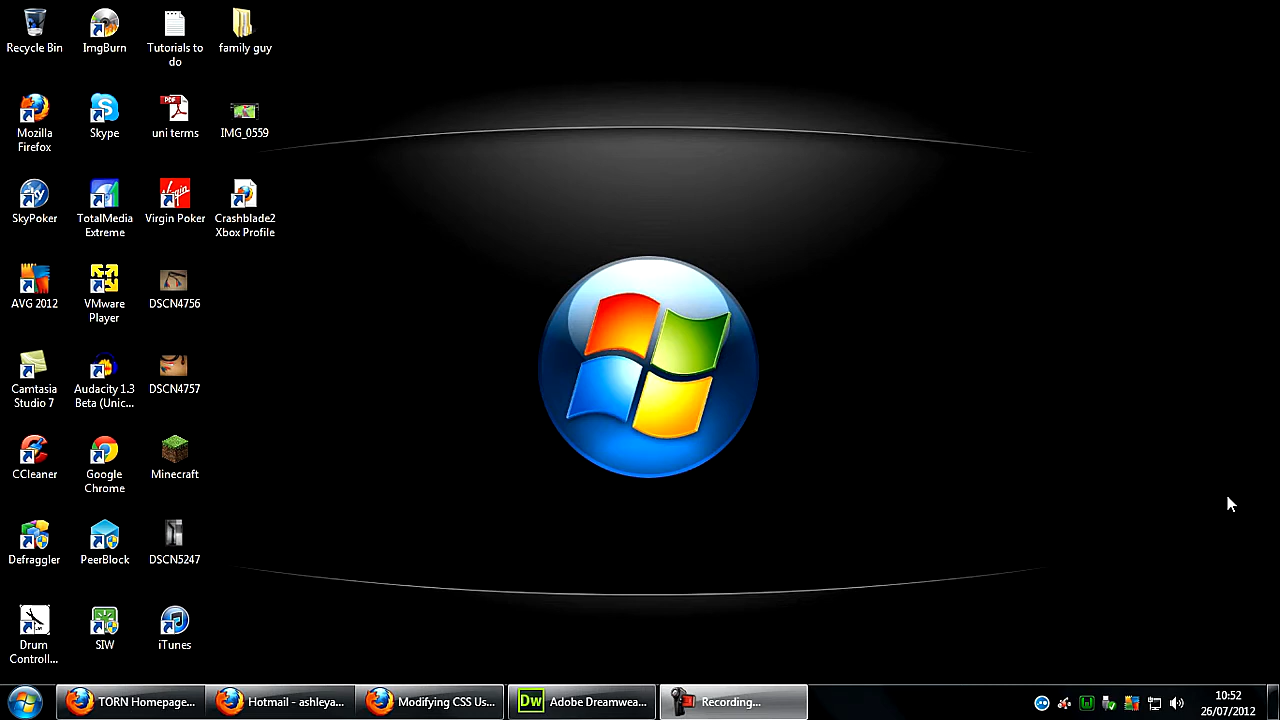 Recycle Bin
ImgBurn
Tutorials to
do
family guy
Mozilla
Firefox
Skype
PDF
uni terms
IMG_0559
sky
SkyPoker
TotalMedia
Extreme
Virgin
Virgin Poker
Crashblade2
Xbox Profile
AVG 2012
VMware
Player
DSCN4756
Camtasia
Studio 7
Audacity 1.3
Beta (Unic...
DSCN4757
CCleaner
Google
Chrome
Minecraft
Defraggler
PeerBlock
DSCN5247
Drum
Controll...
SIW
iTunes
TORN Homepage...
Hotmail - ashleya...
Modifying CSS Us...
Dw
Adobe Dreamwea...
Recording...
10:52
26/07/2012